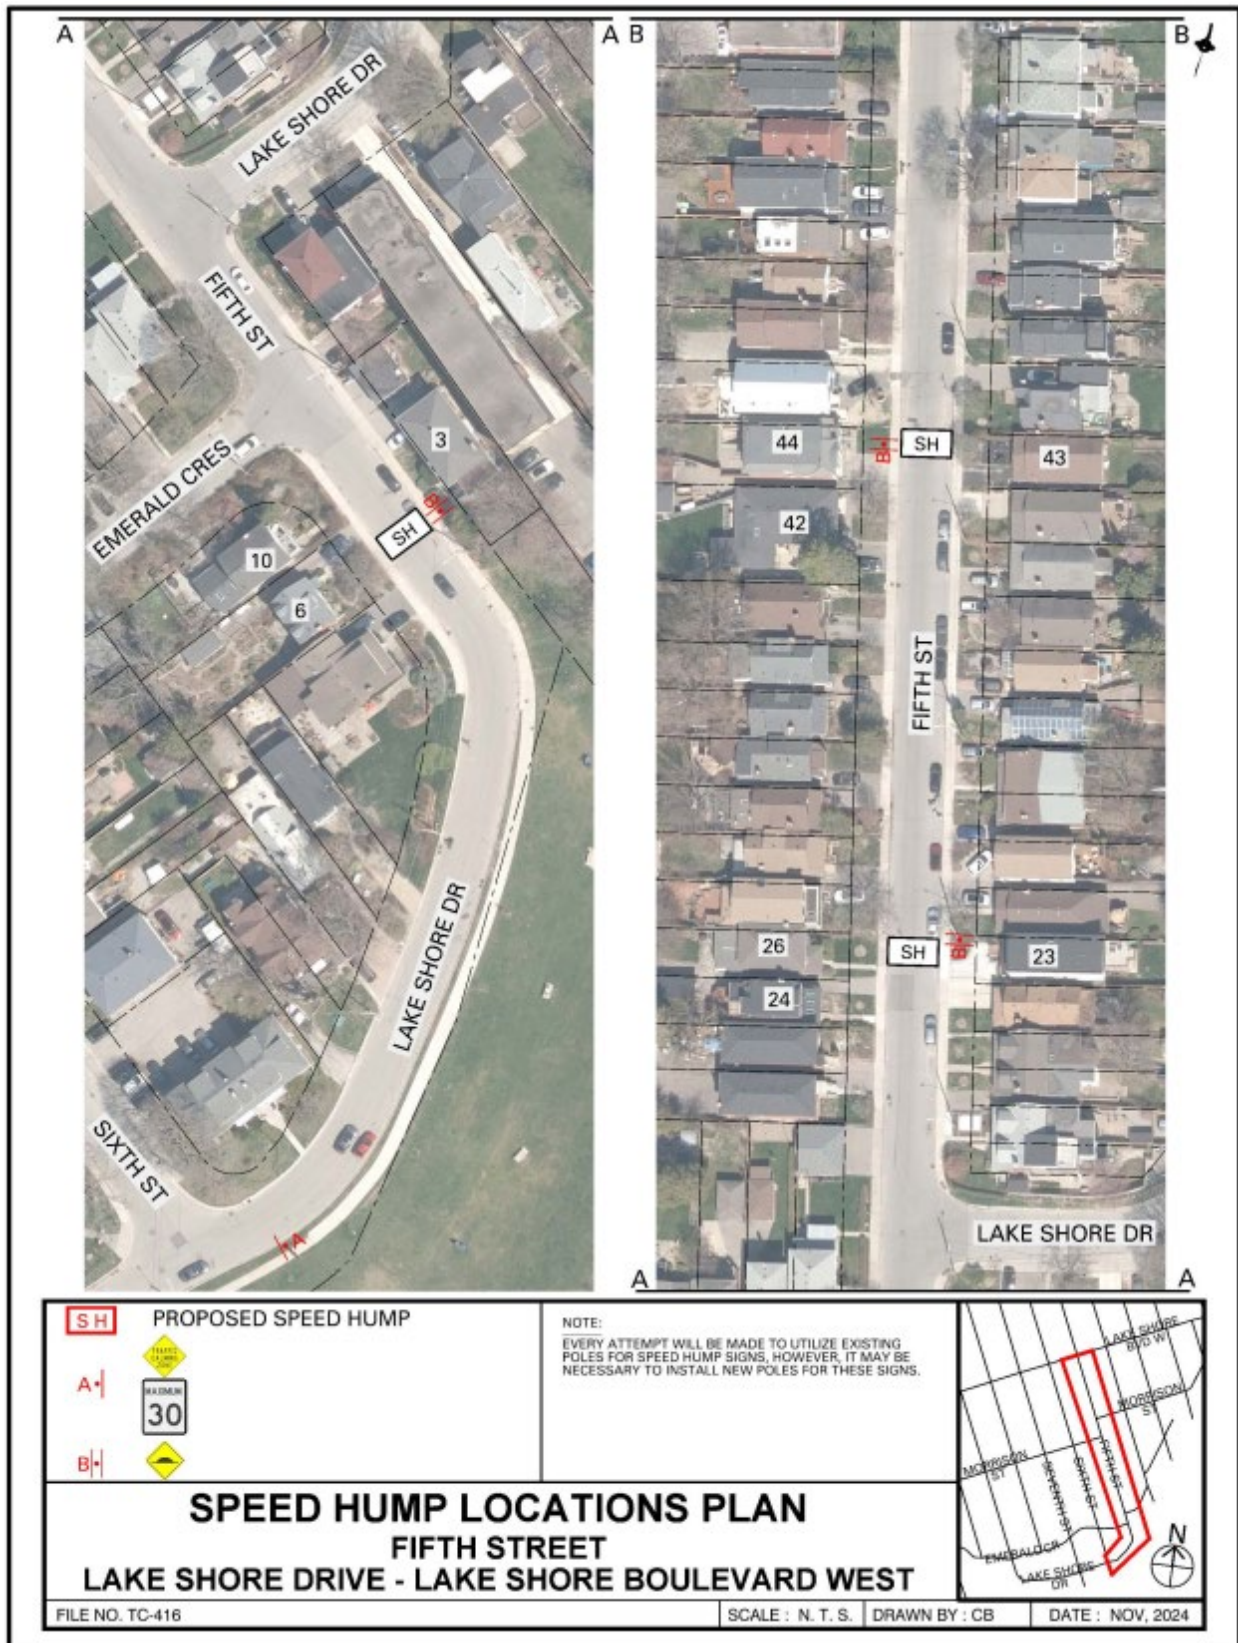 A
A
B
B
LAKE SHORE DR
FIFTH ST
3
B
SH
EMERALD CRES
10
6
LAKE SHORE DR
SIXTH ST
A
44
B
SH
43
42
FIFTH ST
26
SH
B
23
24
LAKE SHORE DR
A
A
SH
PROPOSED SPEED HUMP
TRAFFIC
CALMING
ZONE
A
MAXIMUM
30
B
NOTE:
EVERY ATTEMPT WILL BE MADE TO UTILIZE EXISTING
POLES FOR SPEED HUMP SIGNS, HOWEVER, IT MAY BE
NECESSARY TO INSTALL NEW POLES FOR THESE SIGNS.
LAKE SHORE
BLVD W
MORRISON
ST
MORRISON
ST
FIFTH ST
SIXTH ST
SEVENTH ST
EMERALD CR
LAKE SHORE
DR
N
SPEED HUMP LOCATIONS PLAN
FIFTH STREET
LAKE SHORE DRIVE - LAKE SHORE BOULEVARD WEST
FILE NO. TC-416
SCALE : N. T. S.
DRAWN BY : CB
DATE : NOV, 2024